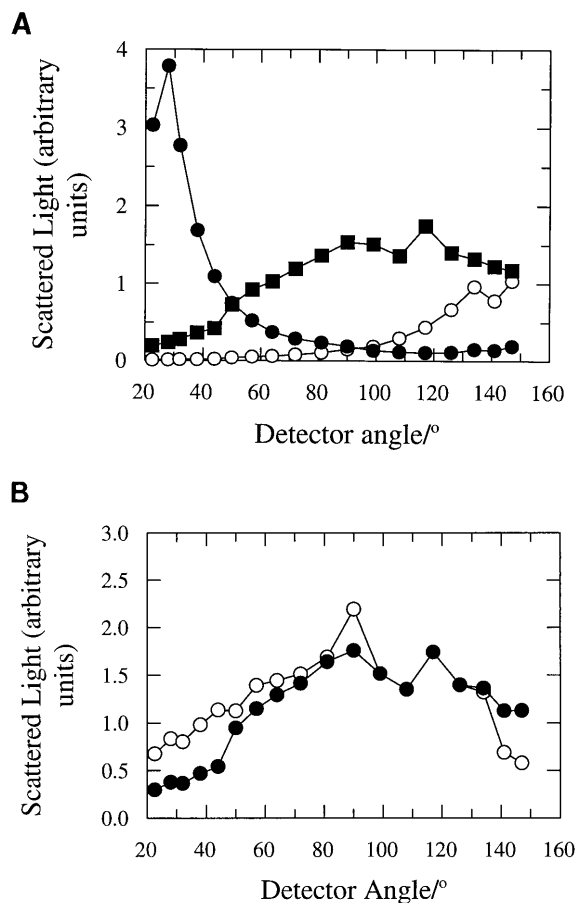 A
Scattered Light (arbitrary
units)
4
3
2
1
0
20 40 60 80 100 120 140 160
Detector angle/º
B
Scattered Light (arbitrary
units)
3.0
2.5
2.0
1.5
1.0
0.5
0.0
20 40 60 80 100 120 140 160
Detector Angle/º